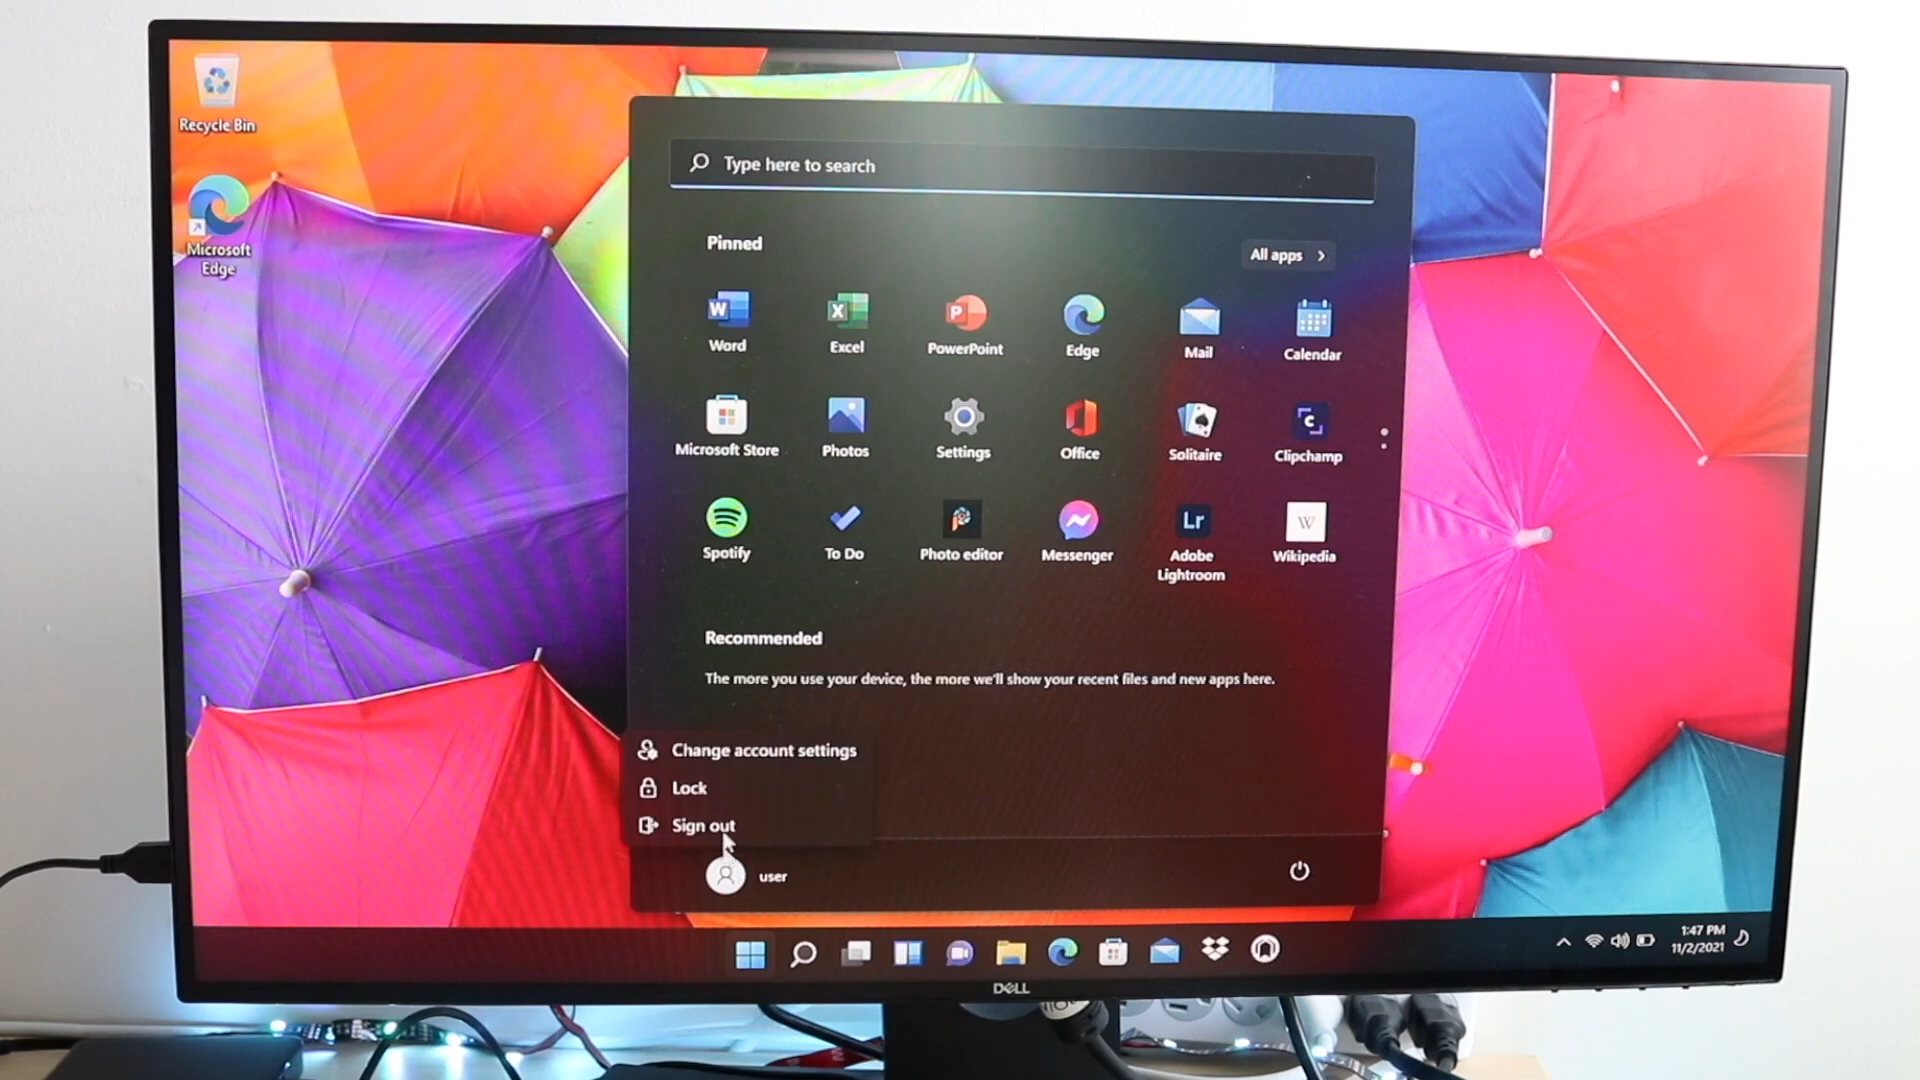 Recycle Bin
Microsoft
Edge
Type here to search
Pinned
All apps
Word
Excel
PowerPoint
Edge
Mail
Calendar
Microsoft Store
Photos
Settings
Office
Solitaire
Clipchamp
Spotify
To Do
Photo editor
Messenger
Adobe
Lightroom
Wikipedia
Recommended
The more you use your device, the more we'll show your recent files and new apps here.
Change account settings
Lock
Sign out
user
1:47 PM
11/2/2021
DELL